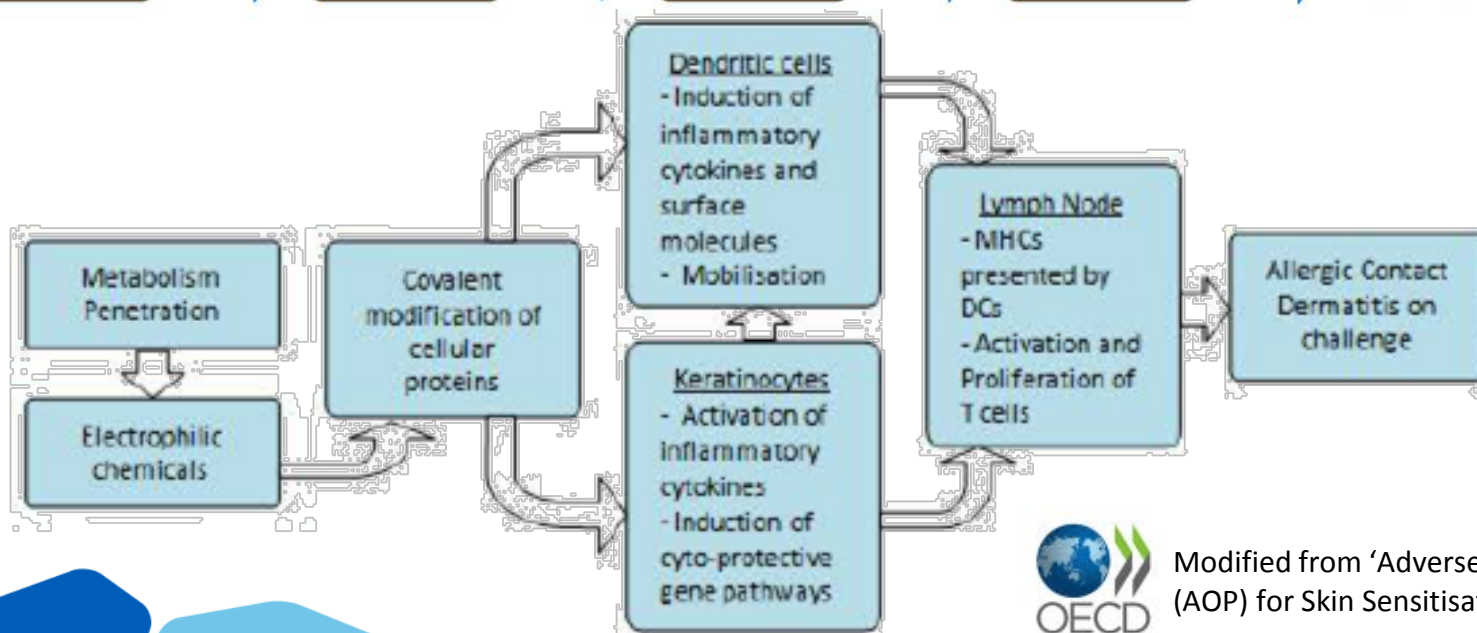 Metabolism
Penetration
Electrophilic
chemicals
Covalent
modification of
cellular
proteins
Dendritic cells
- Induction of
inflammatory
cytokines and
surface
molecules
- Mobilisation
Keratinocytes
- Activation of
inflammatory
cytokines
- Induction of
cyto-protective
gene pathways
Lymph Node
- MHCs
presented by
DCs
- Activation and
Proliferation of
T cells
Allergic Contact
Dermatitis on
challenge
OECD
Modified from ‘Adverse
(AOP) for Skin Sensitisat